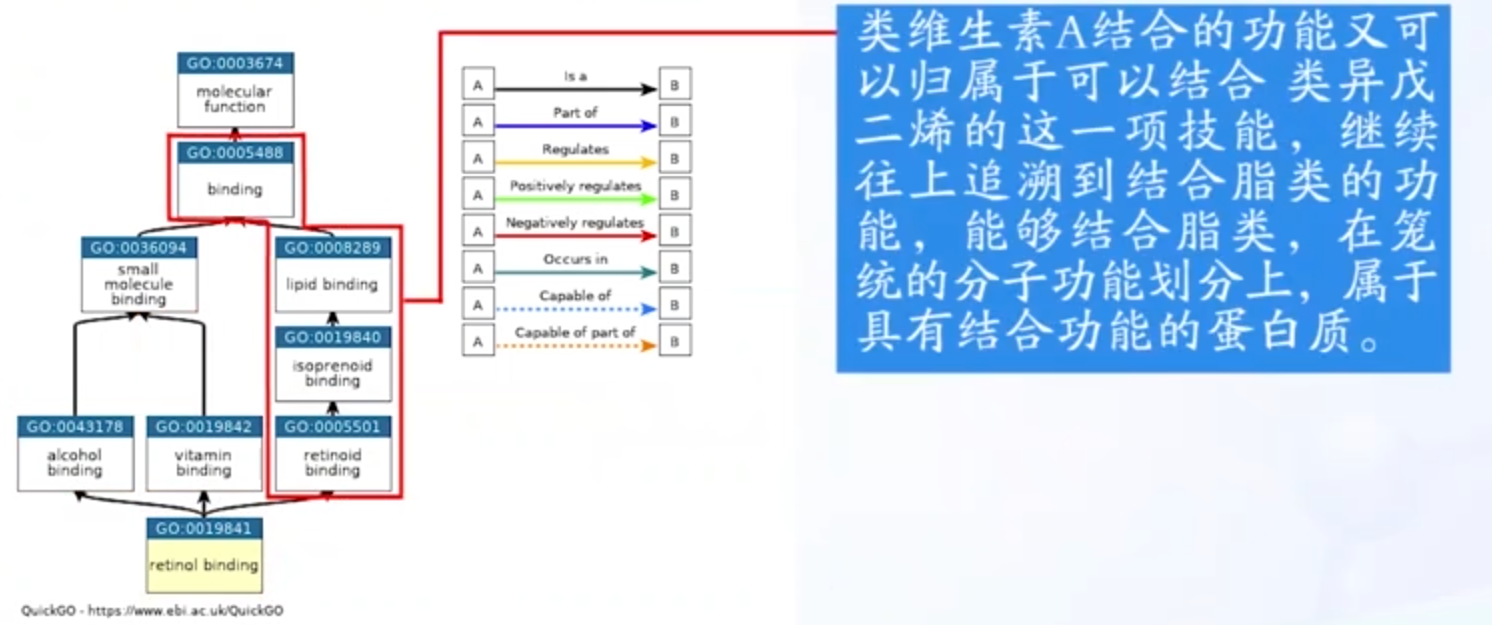 GO:0003674
molecular
function
GO:0005488
binding
GO:0036094
small
molecule
binding
GO:0008289
lipid binding
GO:0019840
isoprenoid
binding
GO:0043178
alcohol
binding
GO:0019842
vitamin
binding
GO:0005501
retinoid
binding
GO:0019841
retinol binding
QuickGO - https://www.ebi.ac.uk/QuickGO
A Is a B
A Part of B
A Regulates B
A Positively regulates B
A Negatively regulates B
A Occurs in B
A Capable of B
A Capable of part of B
类维生素A结合的功能又可
以归属于可以结合 类异戊
二烯的这一项技能，继续
往上追溯到结合脂类的功
能，能够结合脂类，在笼
统的分子功能划分上，属于
具有结合功能的蛋白质。